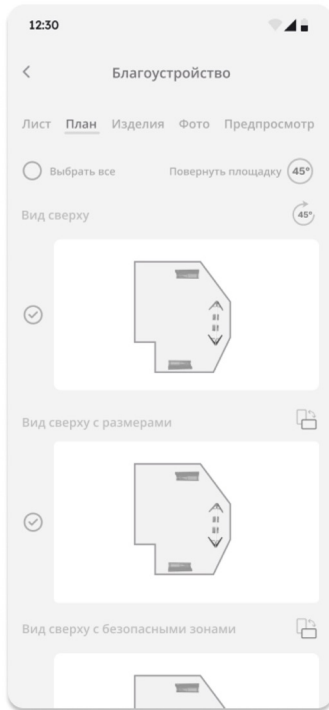 12:30
Благоустройство
Лист План Изделия Фото Предпросмотр
Выбрать все Повернуть площадку 45°
Вид сверху 45°
Вид сверху с размерами
Вид сверху с безопасными зонами